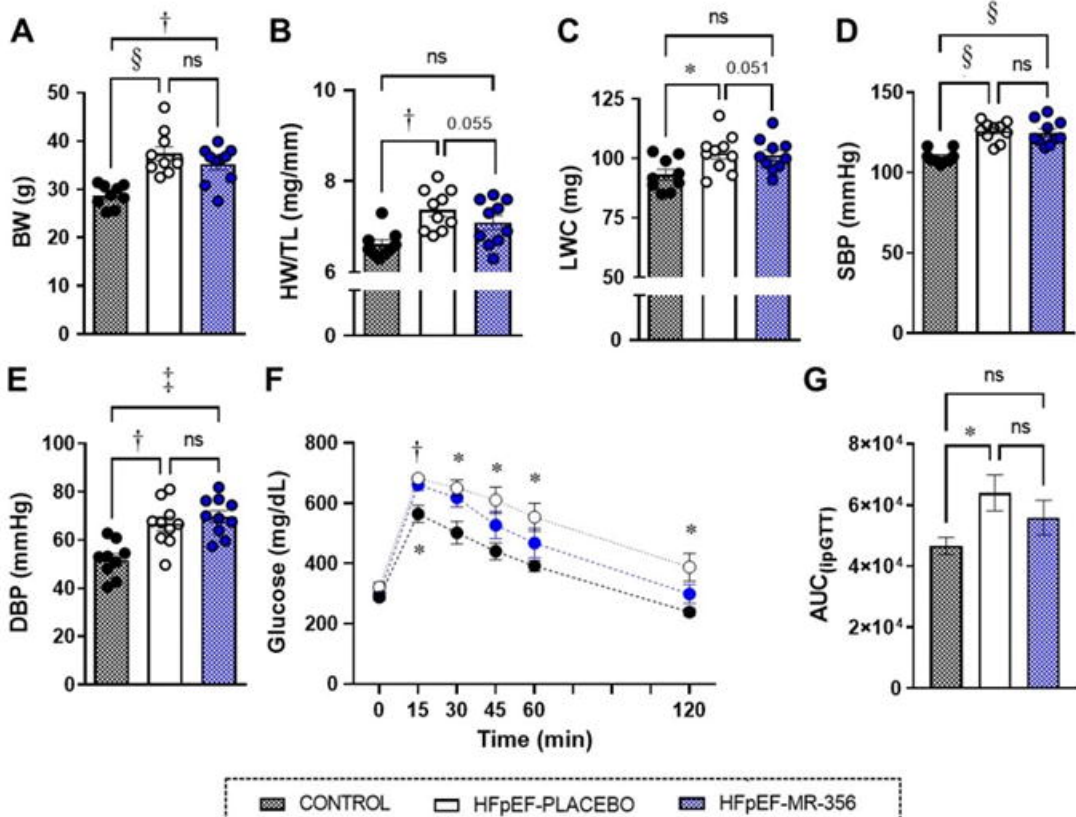 A
†
§
ns
BW (g)
50
40
30
20
10
0
B
ns
†
0.055
HW/TL (mg/mm)
10
8
6
0
C
ns
*
0.051
LWC (mg)
125
100
75
50
0
D
§
§
ns
SBP (mmHg)
150
100
50
0
E
‡
†
ns
DBP (mmHg)
100
80
60
40
20
0
F
Glucose (mg/dL)
800
600
400
200
0
†
*
*
*
*
*
0
15
30
45
60
120
Time (min)
G
ns
*
ns
AUC(ipGTT)
8×10⁴
6×10⁴
4×10⁴
2×10⁴
0
CONTROL
HFpEF-PLACEBO
HFpEF-MR-356